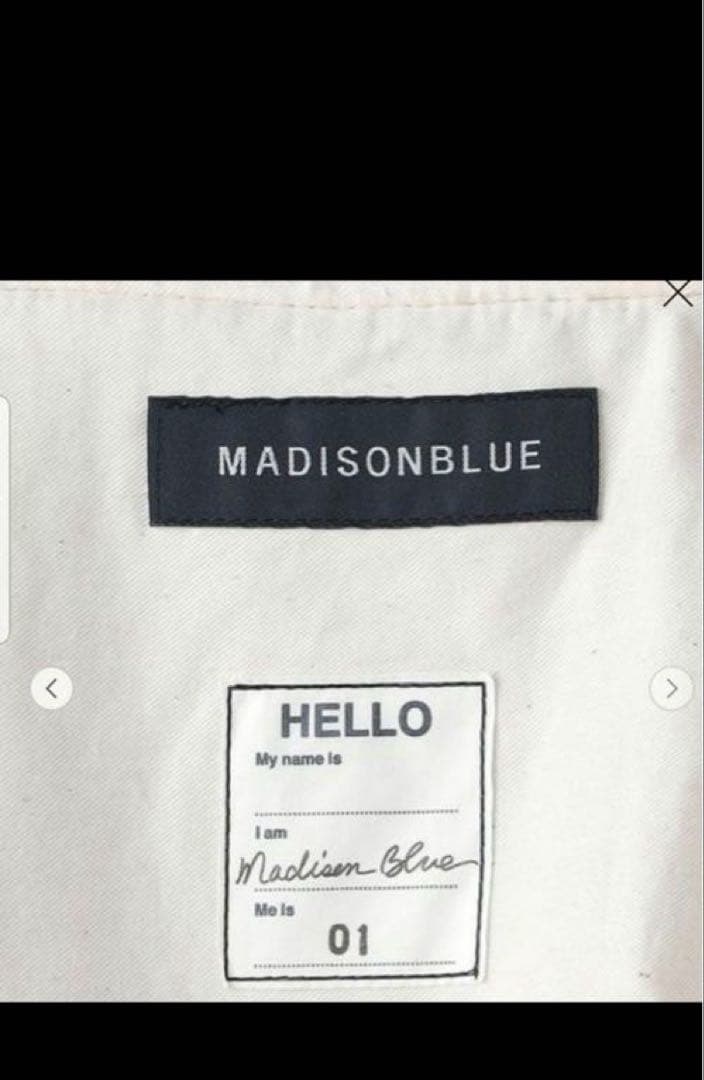 MADISONBLUE
HELLO
My name is
I am
Madison Blue
Me is
01